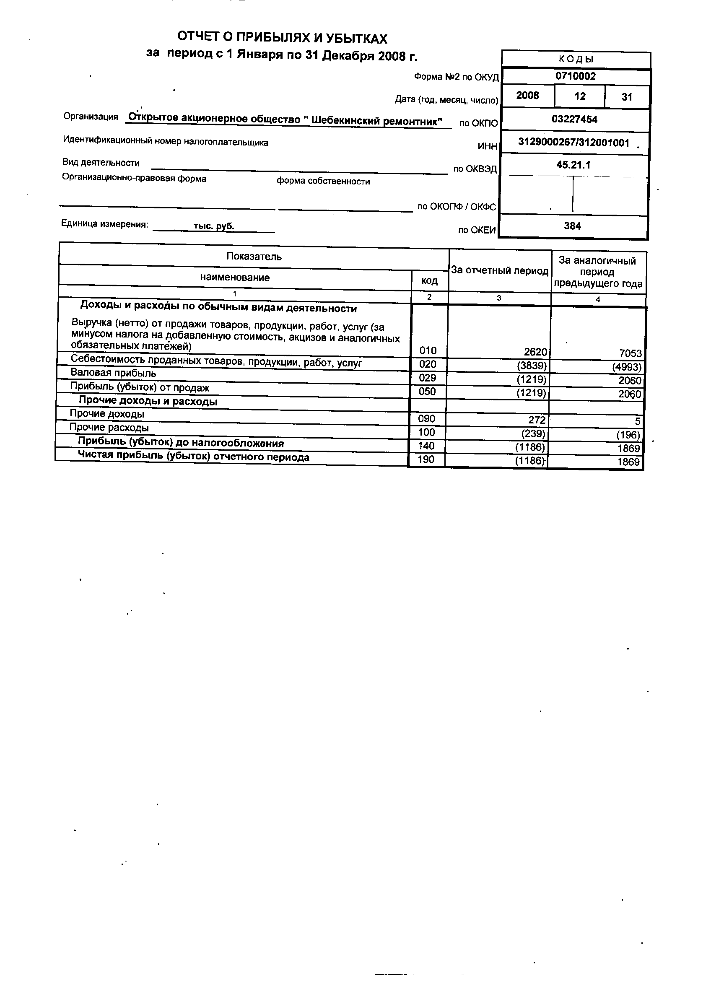 ОТЧЕТ О ПРИБЫЛЯХ И УБЫТКАХ
за период с 1 Января по 31 Декабря 2008 г.
КОДЫ
Форма №2 по ОКУД 0710002
Дата (год, месяц, число) 2008 12 31
Организация Открытое акционерное общество " Шебекинский ремонтник" по ОКПО 03227454
Идентификационный номер налогоплательщика ИНН 3129000267/312001001
Вид деятельности по ОКВЭД 45.21.1
Организационно-правовая форма форма собственности
по ОКОПФ / ОКФС
Единица измерения: тыс. руб. по ОКЕИ 384
Показатель
За отчетный период
За аналогичный
период
предыдущего года
наименование код
1 2 3 4
Доходы и расходы по обычным видам деятельности
Выручка (нетто) от продажи товаров, продукции, работ, услуг (за
минусом налога на добавленную стоимость, акцизов и аналогичных
обязательных платежей) 010 2620 7053
Себестоимость проданных товаров, продукции, работ, услуг 020 (3839) (4993)
Валовая прибыль 029 (1219) 2060
Прибыль (убыток) от продаж 050 (1219) 2060
Прочие доходы и расходы
Прочие доходы 090 272 5
Прочие расходы 100 (239) (196)
Прибыль (убыток) до налогообложения 140 (1186) 1869
Чистая прибыль (убыток) отчетного периода 190 (1186) 1869